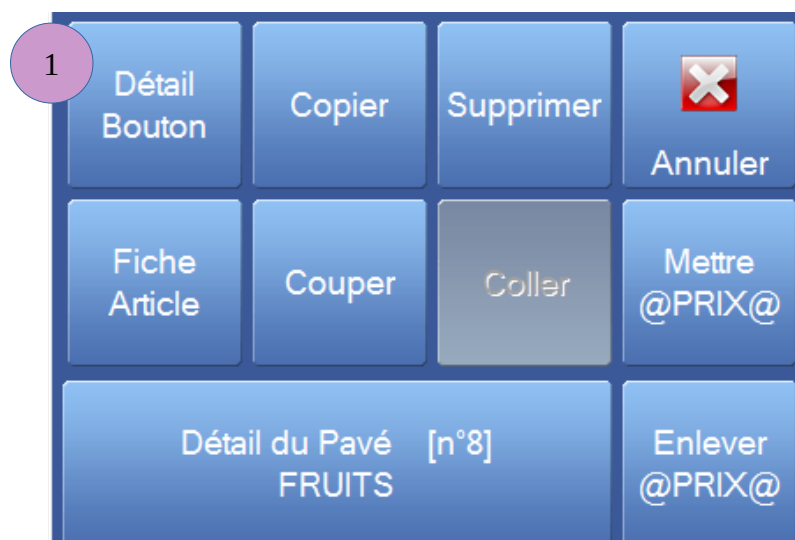 1
Détail
Bouton
Copier
Supprimer
Annuler
Fiche
Article
Couper
Coller
Mettre
@PRIX@
Détail du Pavé [n°8]
FRUITS
Enlever
@PRIX@